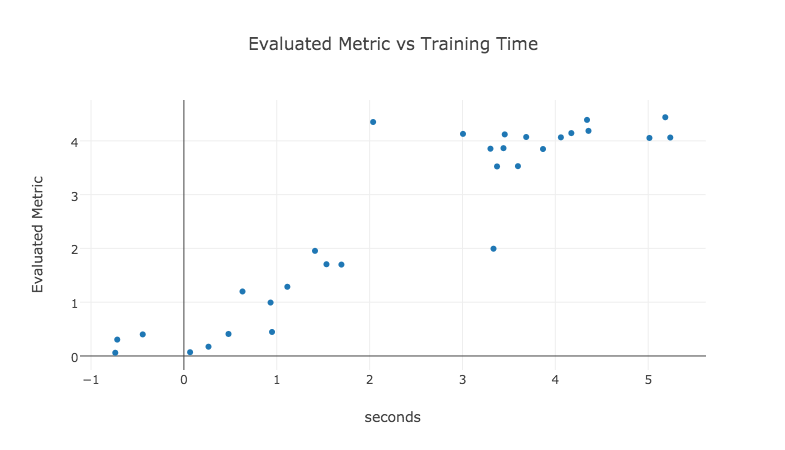 Evaluated Metric vs Training Time
Evaluated Metric
4
3
2
1
0
−1 0 1 2 3 4 5
seconds